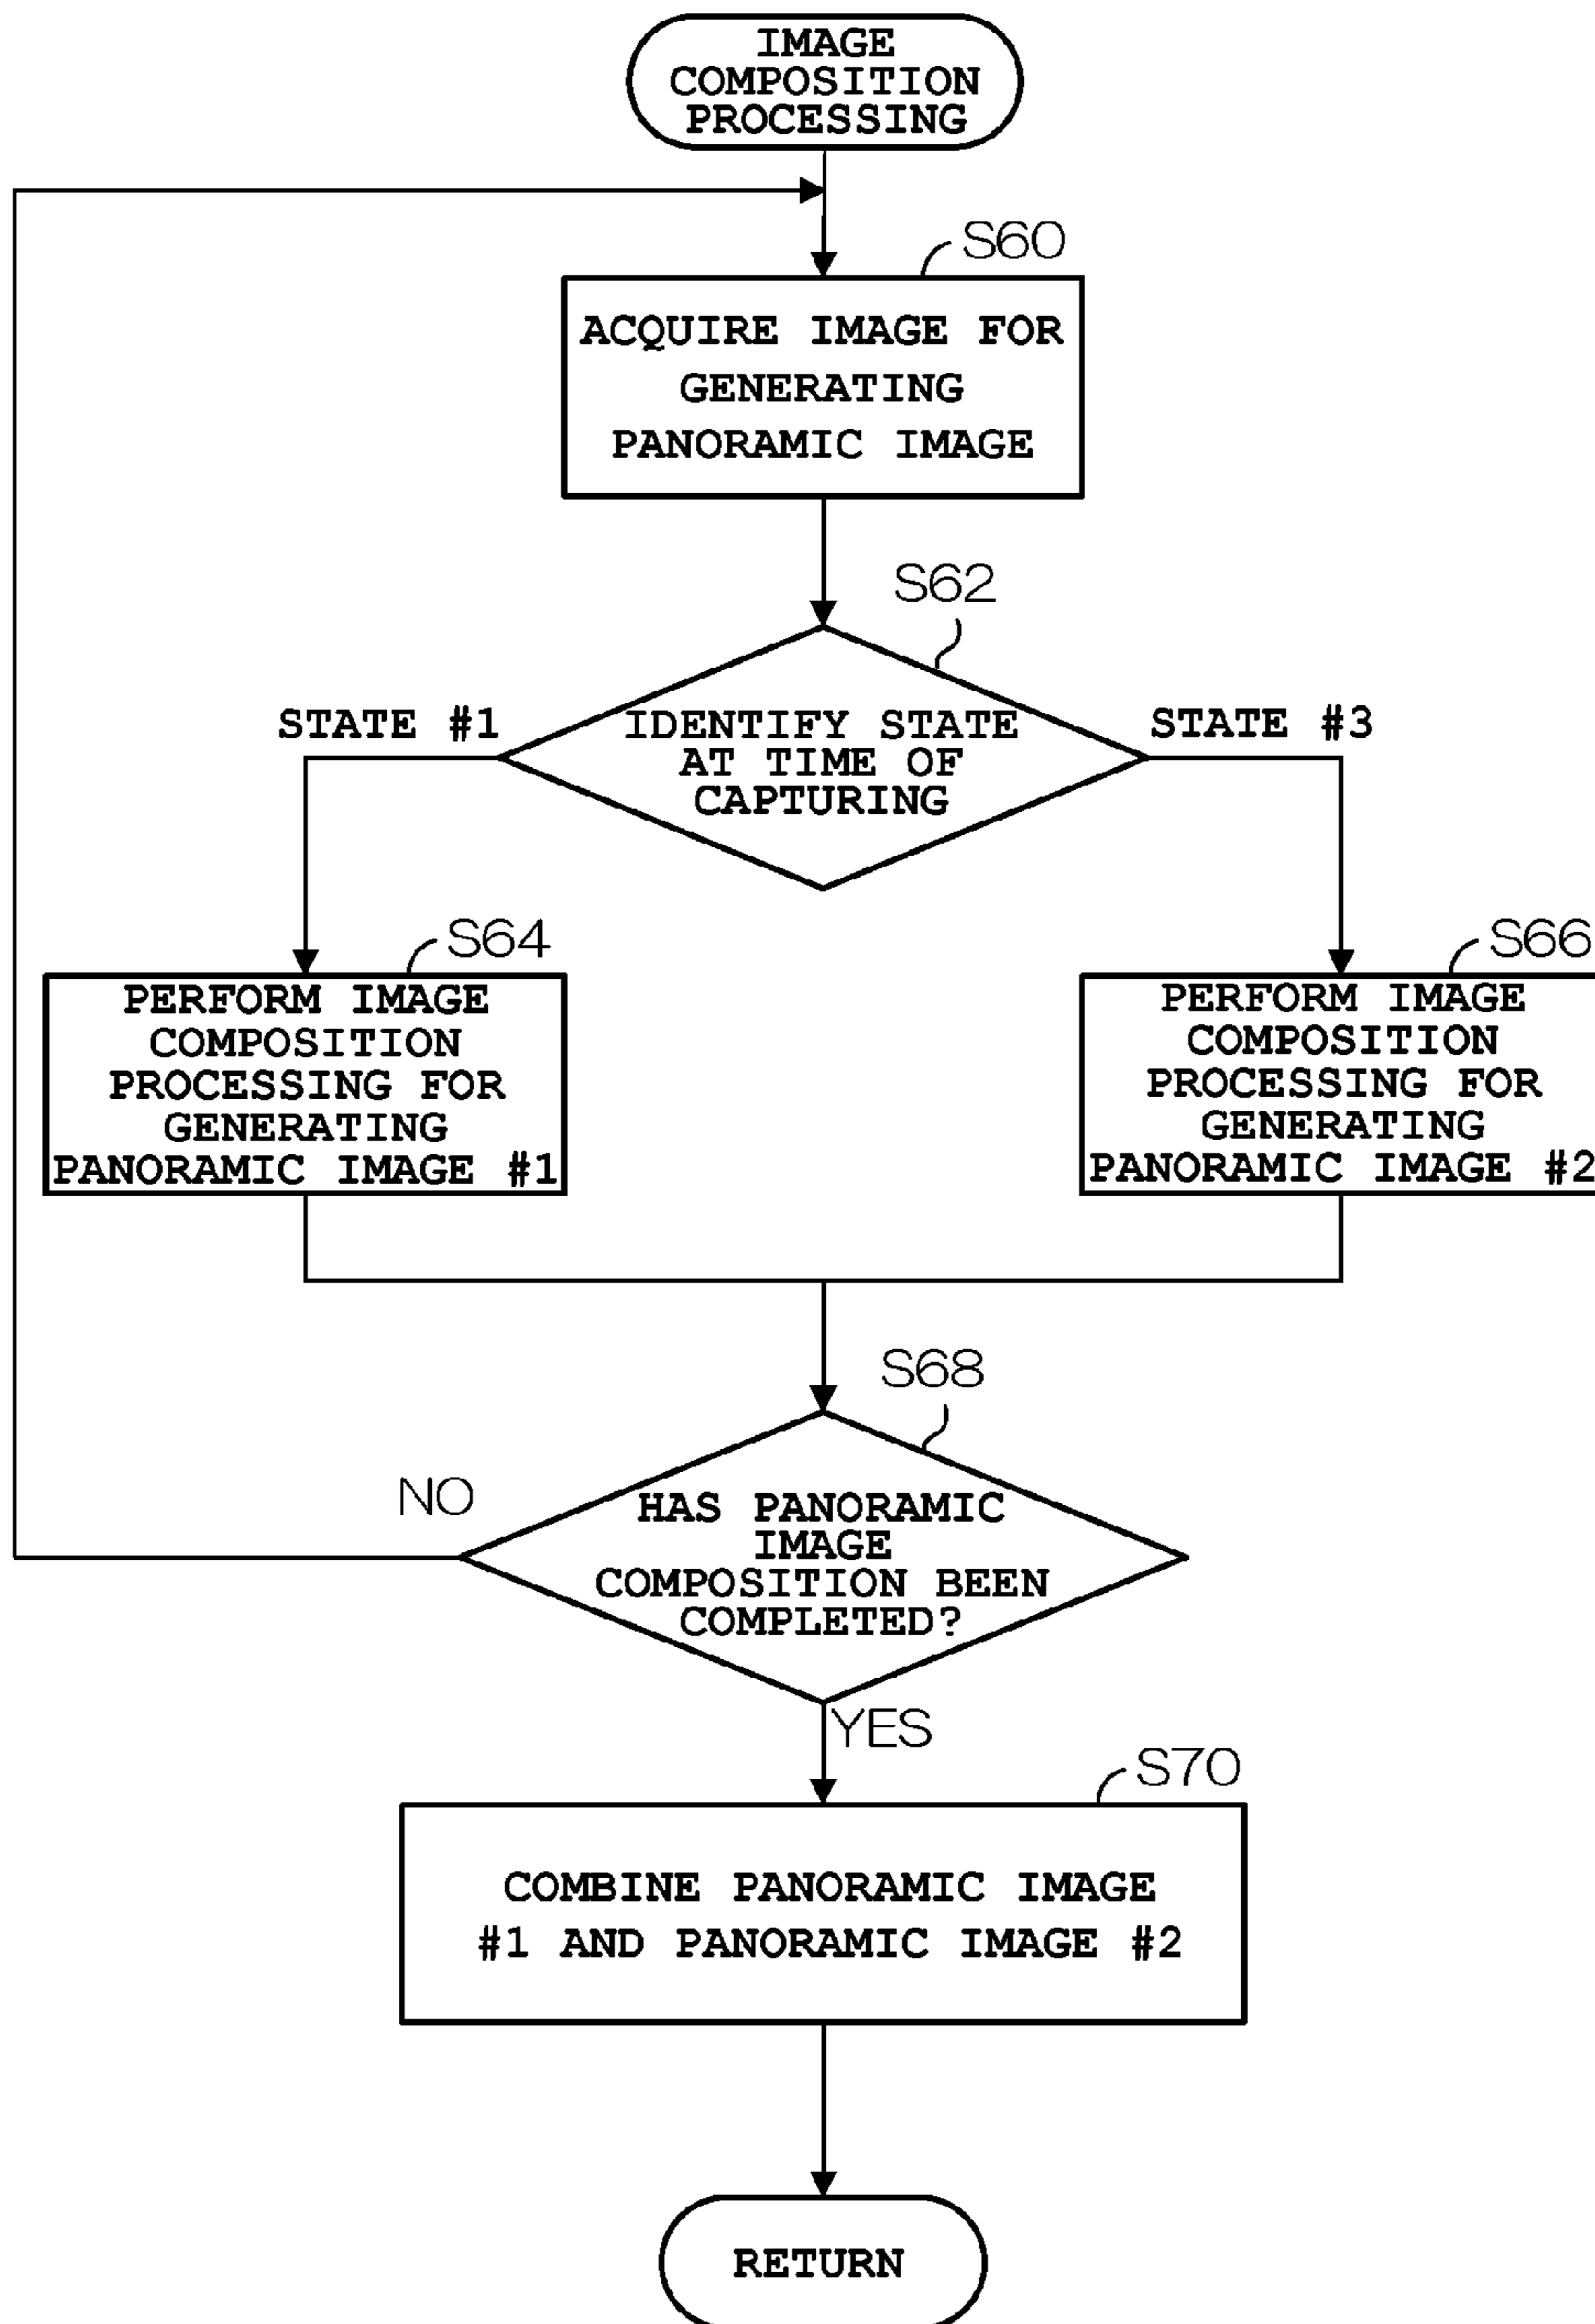 IMAGE
COMPOSITION
PROCESSING
S60
ACQUIRE IMAGE FOR
GENERATING
PANORAMIC IMAGE
S62
STATE #1
IDENTIFY STATE
AT TIME OF
CAPTURING
STATE #3
S64
PERFORM IMAGE
COMPOSITION
PROCESSING FOR
GENERATING
PANORAMIC IMAGE #1
S66
PERFORM IMAGE
COMPOSITION
PROCESSING FOR
GENERATING
PANORAMIC IMAGE #2
S68
NO
HAS PANORAMIC
IMAGE
COMPOSITION BEEN
COMPLETED?
YES
S70
COMBINE PANORAMIC IMAGE
#1 AND PANORAMIC IMAGE #2
RETURN